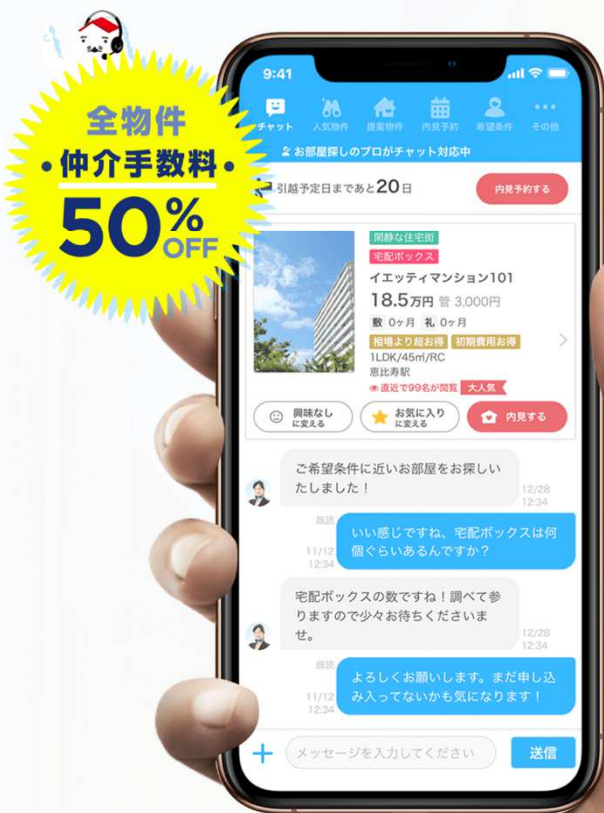 全物件
・仲介手数料・
50%
OFF
9:41
チャット
人気物件
提案物件
内見予約
希望条件
その他
お部屋探しのプロがチャット対応中
引越予定日まであと20日
内見予約する
閑静な住宅街
宅配ボックス
イエッティマンション101
18.5万円 管 3,000円
敷 0ヶ月 礼 0ヶ月
相場より超お得 初期費用お得
1LDK/45㎡/RC
恵比寿駅
直近で99名が閲覧 大人気
興味なし
に変える
お気に入り
に変える
内見する
ご希望条件に近いお部屋をお探しい
たしました！
12/28
12:34
既読
11/12
12:34
いい感じですね、宅配ボックスは何
個ぐらいあるんですか？
宅配ボックスの数ですね！調べて参
りますので少々お待ちくださいま
せ。
12/28
12:34
既読
11/12
12:34
よろしくお願いします。まだ申し込
み入ってないかも気になります！
メッセージを入力してください
送信